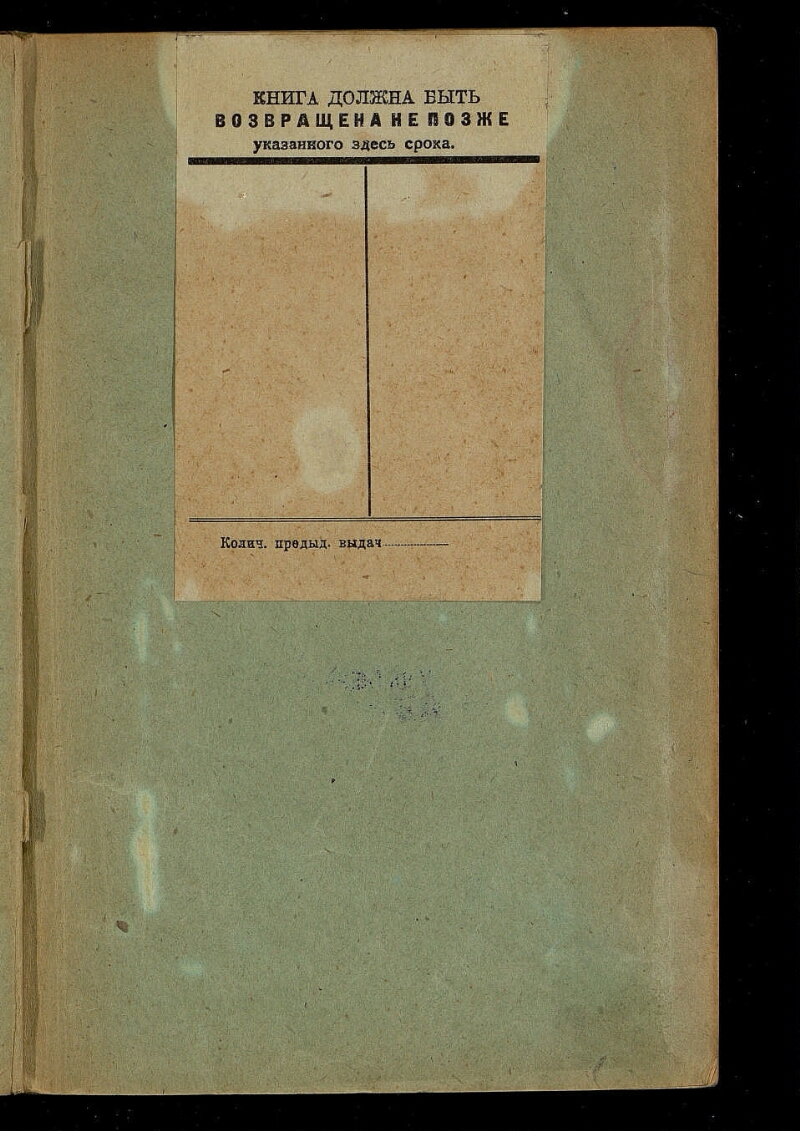 КНИГА ДОЛЖНА БЫТЬ
ВОЗВРАЩЕНА НЕ ПОЗЖЕ
указанного здесь срока.
Колич. предыд. выдач